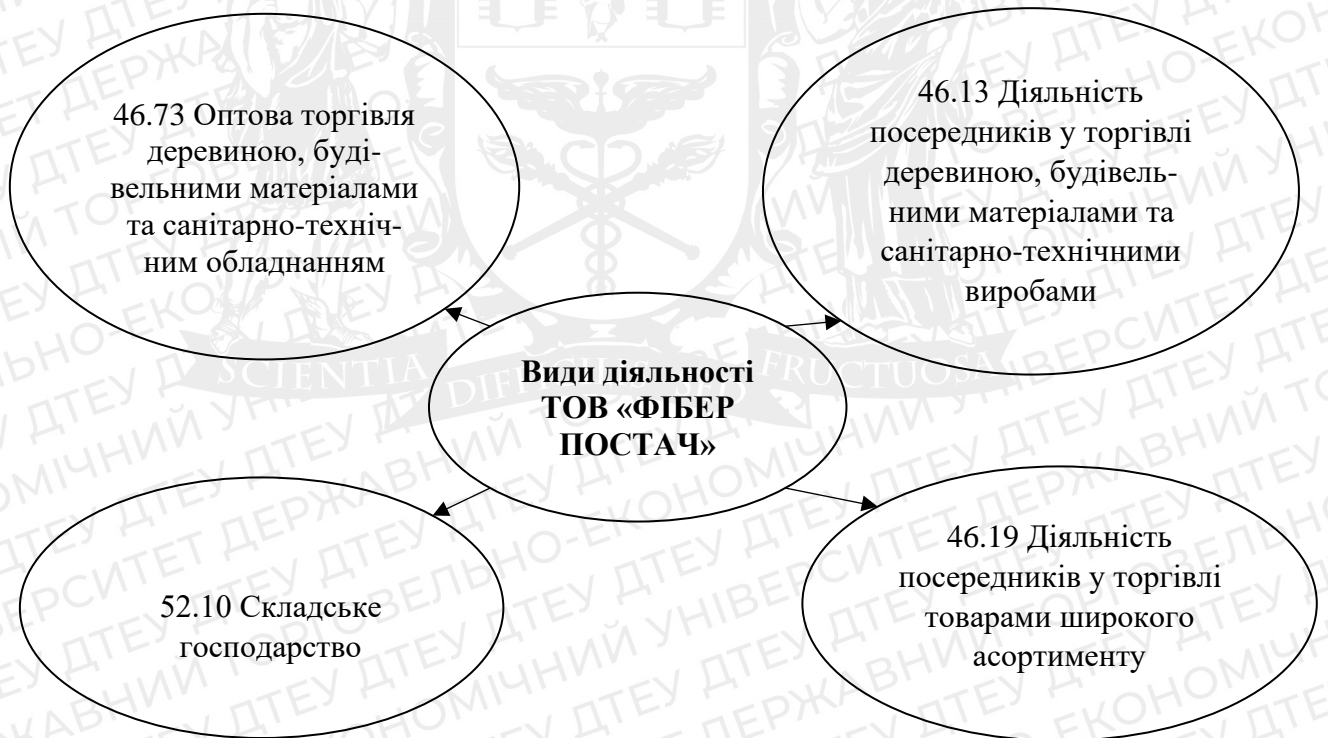 46.73 Оптова торгівля
деревиною, буді-
вельними матеріалами
та санітарно-техніч-
ним обладнанням
46.13 Діяльність
посередників у торгівлі
деревиною, будівель-
ними матеріалами та
санітарно-технічними
виробами
Види діяльності
ТОВ «ФІБЕР
ПОСТАЧ»
52.10 Складське
господарство
46.19 Діяльність
посередників у торгівлі
товарами широкого
асортименту